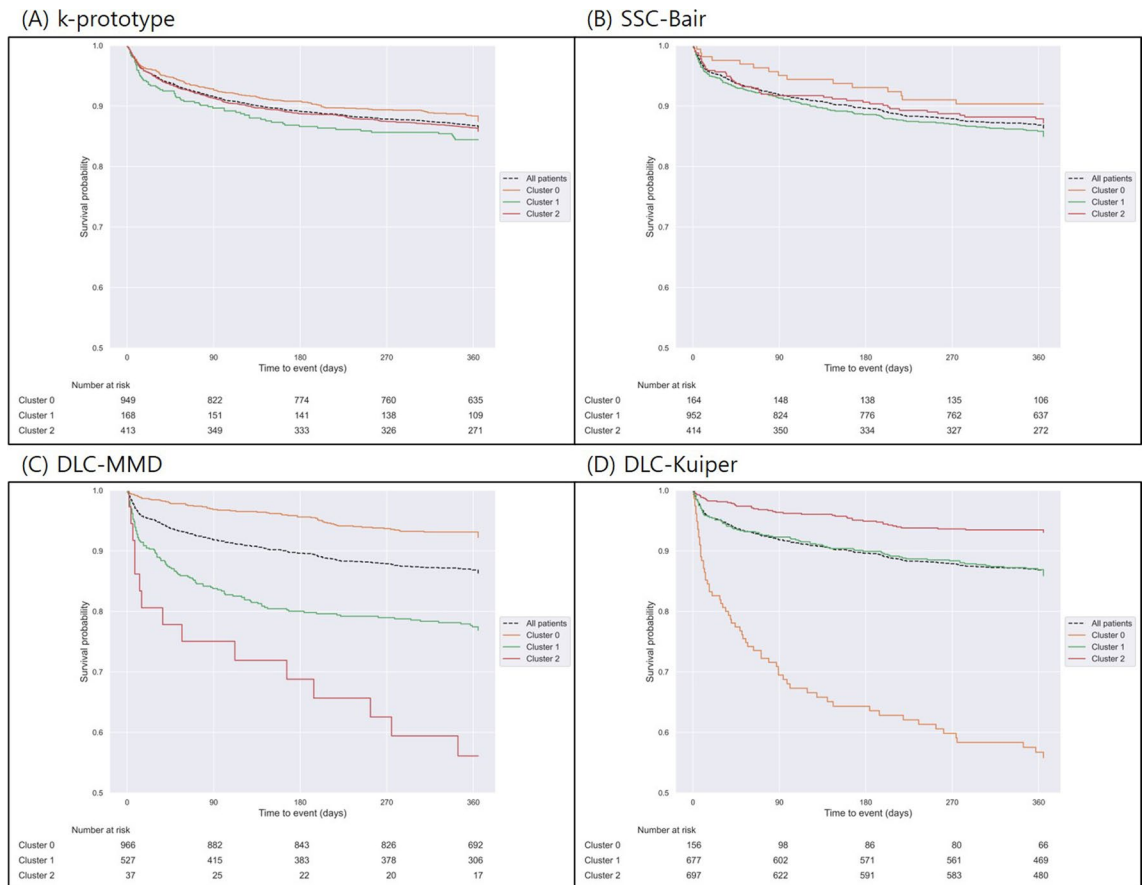 (A) k-prototype
1.0
0.9
0.8
0.7
0.6
0.5
Survival probability
All patients
Cluster 0
Cluster 1
Cluster 2
0 90 180 270 360
Time to event (days)
Number at risk
Cluster 0 949 822 774 760 635
Cluster 1 168 151 141 138 109
Cluster 2 413 349 333 326 271
(B) SSC-Bair
1.0
0.9
0.8
0.7
0.6
0.5
Survival probability
All patients
Cluster 0
Cluster 1
Cluster 2
0 90 180 270 360
Time to event (days)
Number at risk
Cluster 0 164 148 138 135 106
Cluster 1 952 824 776 762 637
Cluster 2 414 350 334 327 272
(C) DLC-MMD
1.0
0.9
0.8
0.7
0.6
0.5
Survival probability
All patients
Cluster 0
Cluster 1
Cluster 2
0 90 180 270 360
Time to event (days)
Number at risk
Cluster 0 966 882 843 826 692
Cluster 1 527 415 383 378 306
Cluster 2 37 25 22 20 17
(D) DLC-Kuiper
1.0
0.9
0.8
0.7
0.6
0.5
Survival probability
All patients
Cluster 0
Cluster 1
Cluster 2
0 90 180 270 360
Time to event (days)
Number at risk
Cluster 0 156 98 86 80 66
Cluster 1 677 602 571 561 469
Cluster 2 697 622 591 583 480